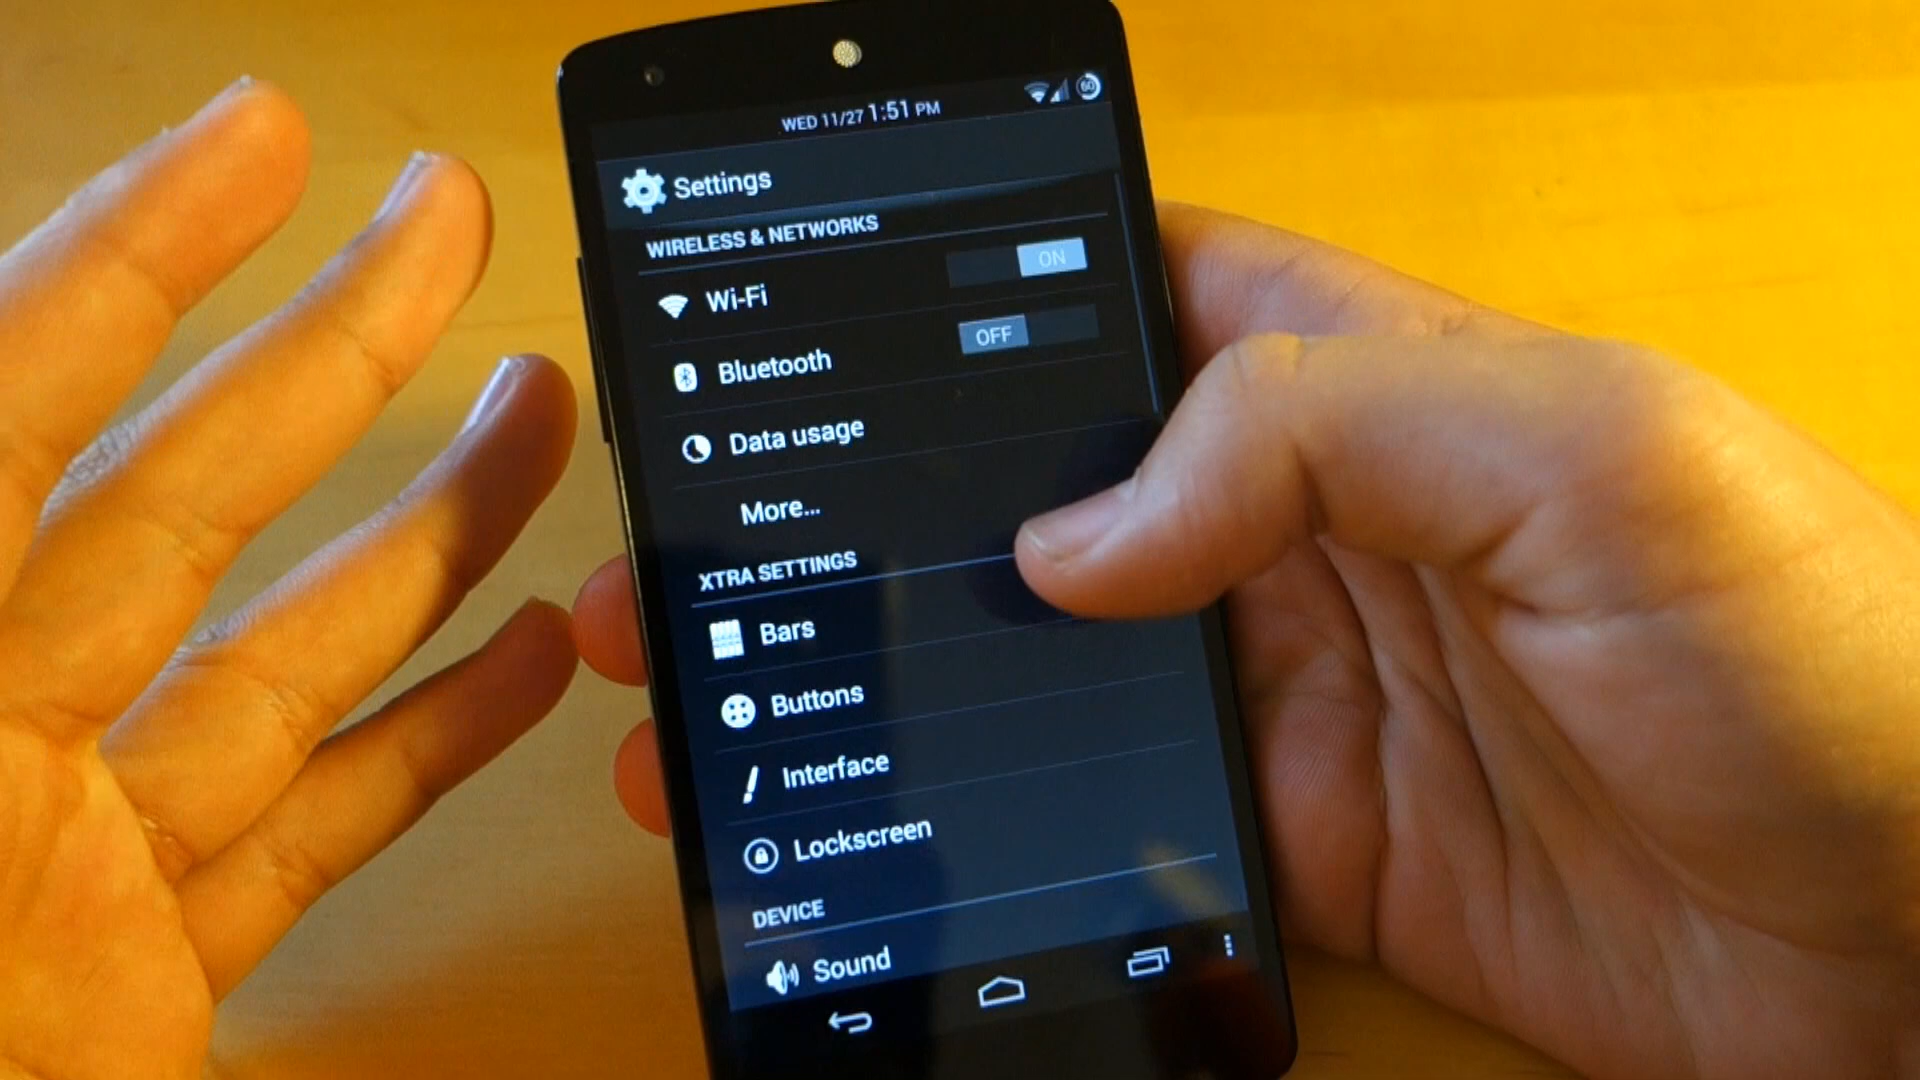 WED 11/27 1:51 PM
60
Settings
WIRELESS & NETWORKS
Wi-Fi ON
Bluetooth OFF
Data usage
More...
XTRA SETTINGS
Bars
Buttons
Interface
Lockscreen
DEVICE
Sound